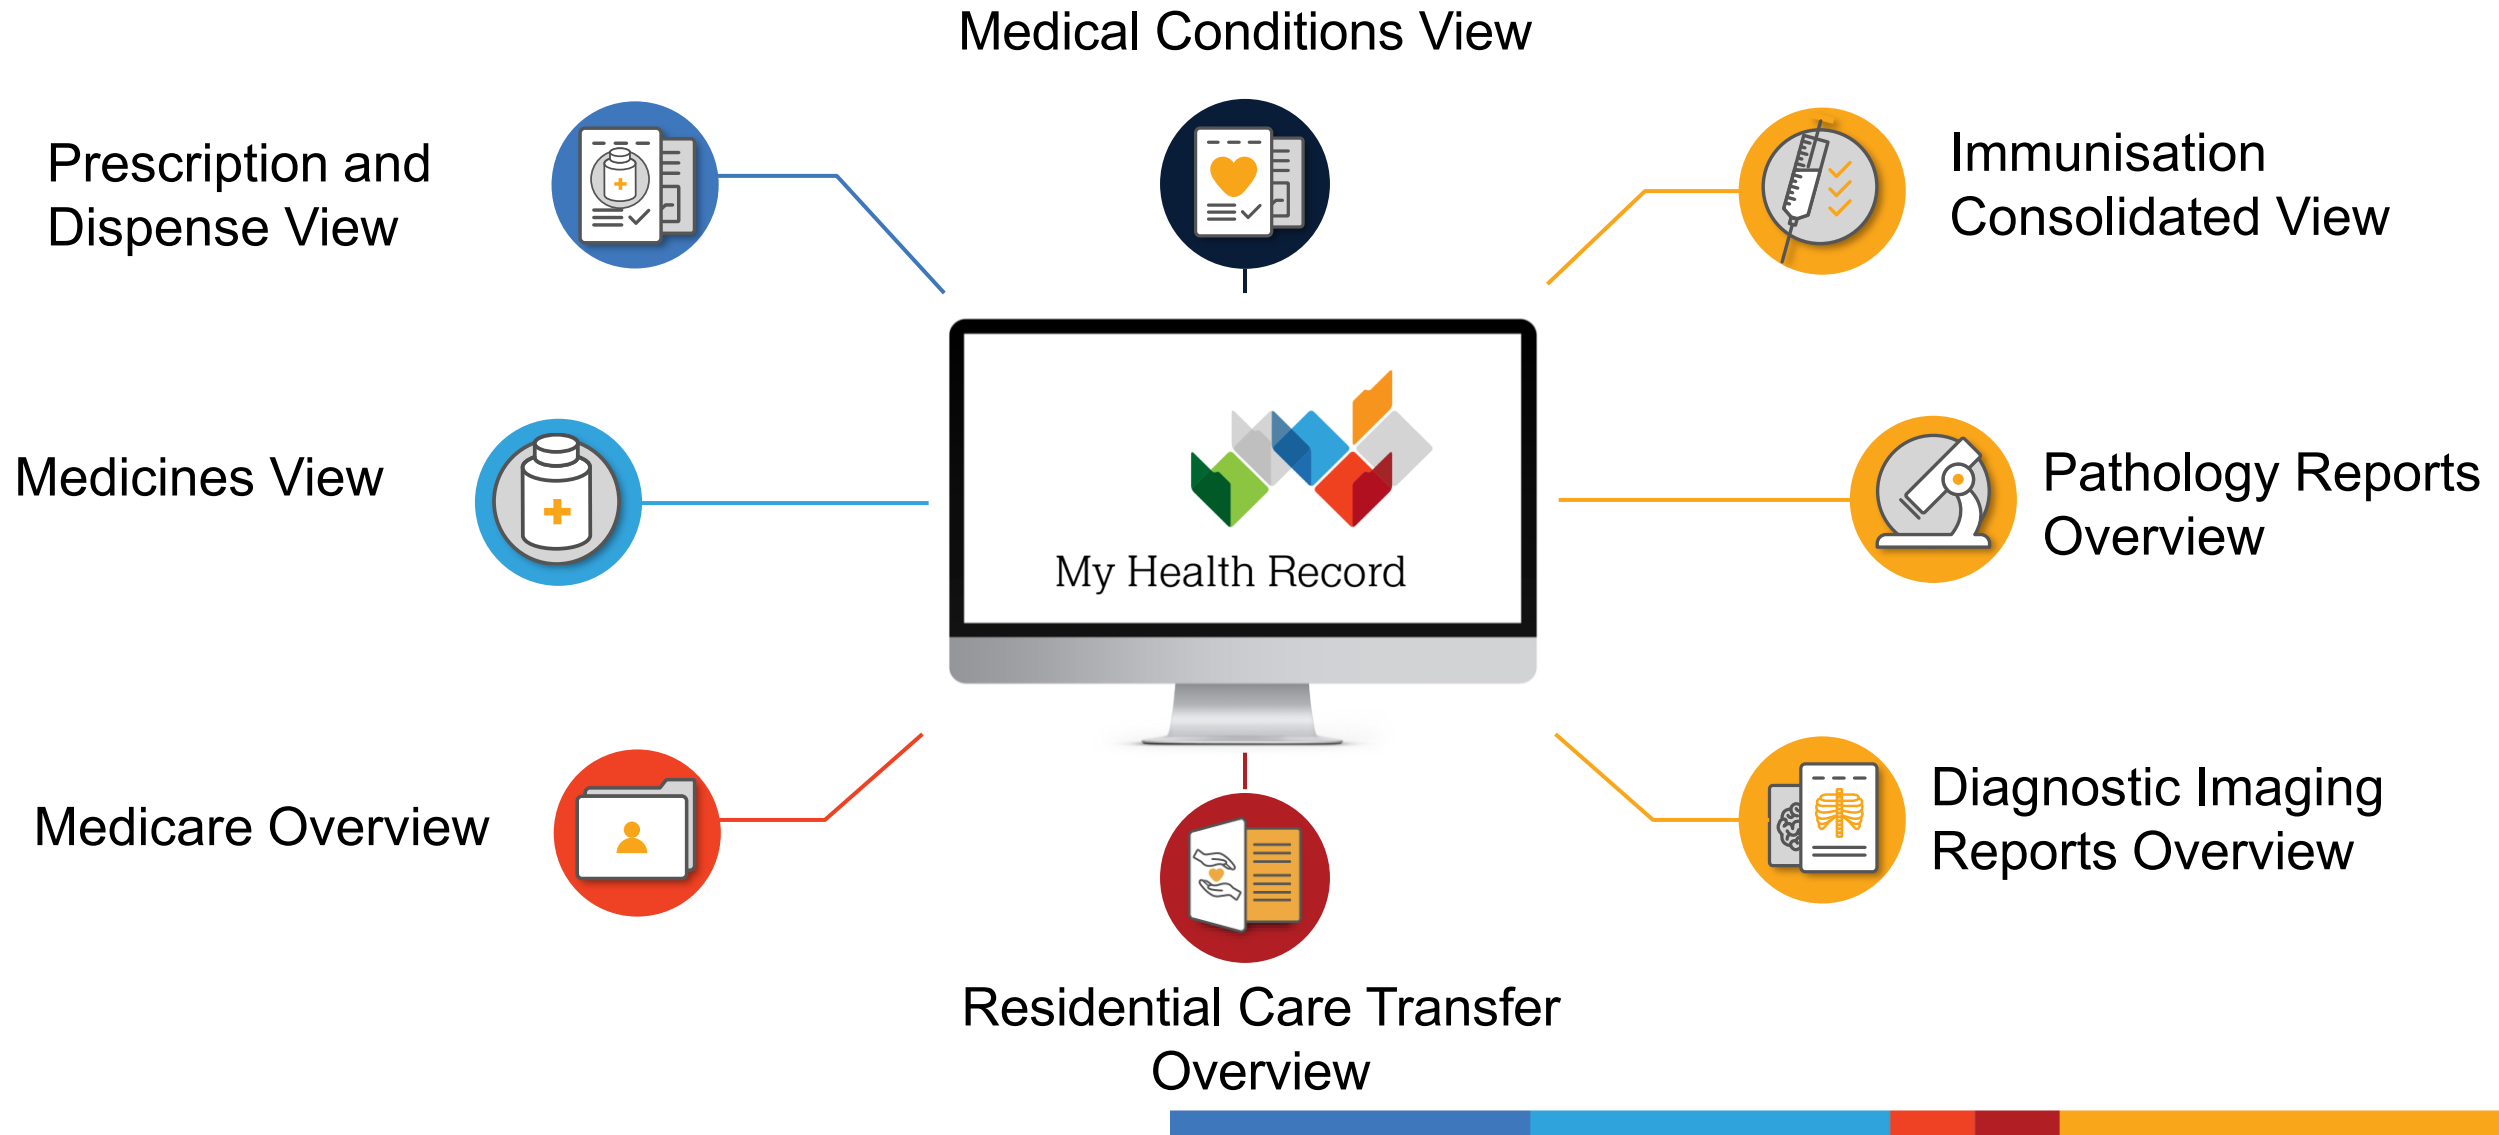 Medical Conditions View
Prescription and
Dispense View
Immunisation
Consolidated View
Medicines View
My Health Record
Pathology Reports
Overview
Medicare Overview
Diagnostic Imaging
Reports Overview
Residential Care Transfer
Overview